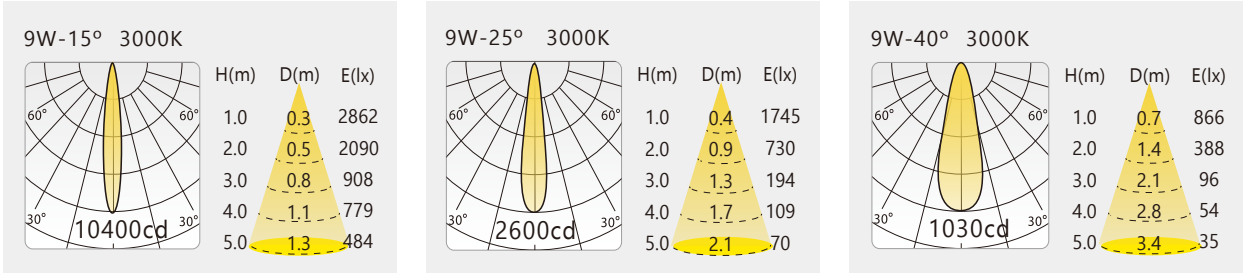 9W-15° 3000K
H(m) D(m) E(lx)
1.0 0.3 2862
2.0 0.5 2090
3.0 0.8 908
4.0 1.1 779
5.0 1.3 484
60° 60°
30° 30°
10400cd
9W-25° 3000K
H(m) D(m) E(lx)
1.0 0.4 1745
2.0 0.9 730
3.0 1.3 194
4.0 1.7 109
5.0 2.1 70
60° 60°
30° 30°
2600cd
9W-40° 3000K
H(m) D(m) E(lx)
1.0 0.7 866
2.0 1.4 388
3.0 2.1 96
4.0 2.8 54
5.0 3.4 35
60° 60°
30° 30°
1030cd